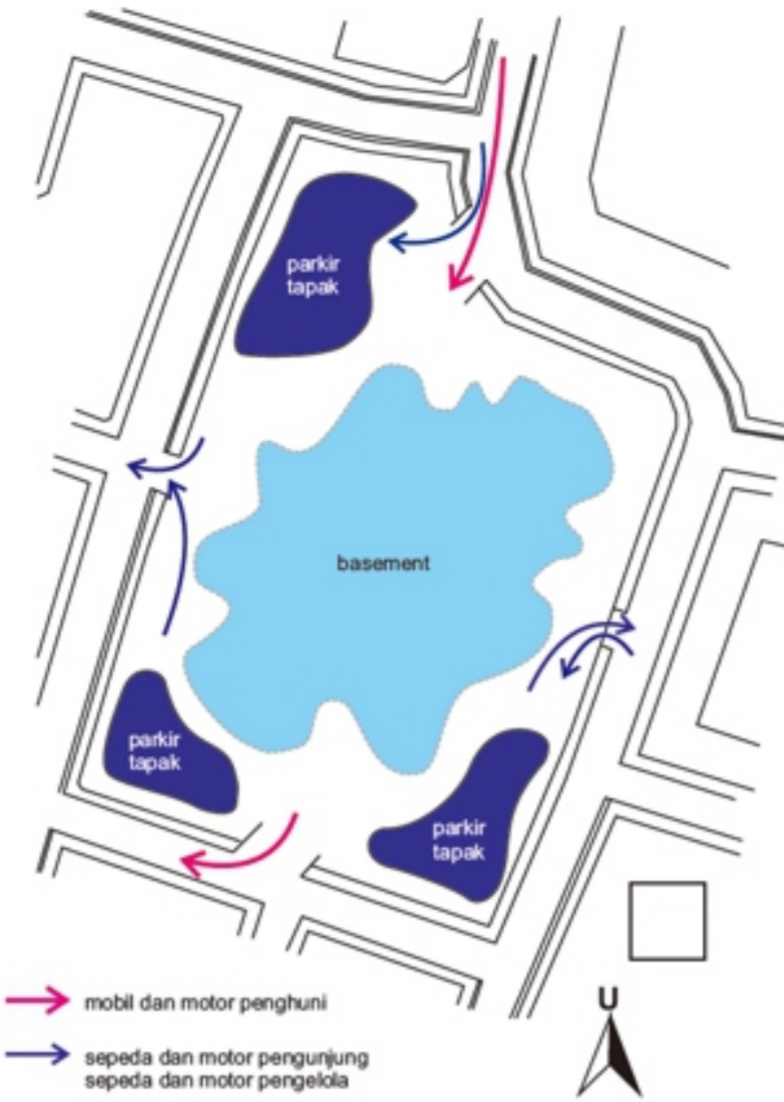 parkir
tapak
basement
parkir
tapak
parkir
tapak
mobil dan motor penghuni
U
sepeda dan motor pengunjung
sepeda dan motor pengelola